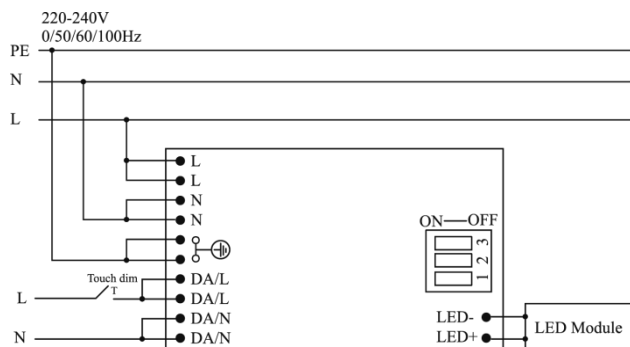 220-240V
0/50/60/100Hz
PE
N
L
L
L
N
N
ON
OFF
3
2
1
Touch dim
T
L
DA/L
DA/L
DA/N
N
DA/N
LED-
LED+
LED Module